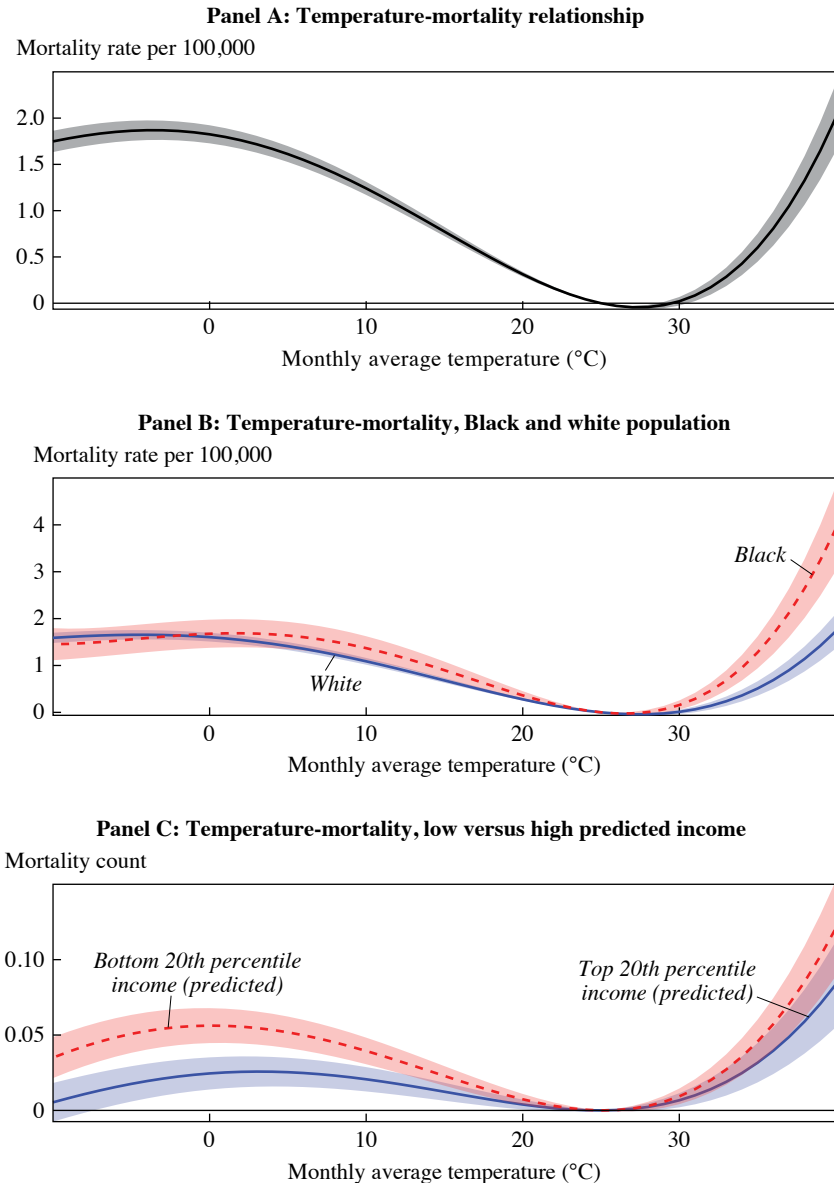 Panel A: Temperature-mortality relationship
Mortality rate per 100,000
2.0
1.5
1.0
0.5
0
0 10 20 30
Monthly average temperature (°C)
Panel B: Temperature-mortality, Black and white population
Mortality rate per 100,000
4
3
2
1
0
Black
White
0 10 20 30
Monthly average temperature (°C)
Panel C: Temperature-mortality, low versus high predicted income
Mortality count
0.10
0.05
0
Bottom 20th percentile
income (predicted)
Top 20th percentile
income (predicted)
0 10 20 30
Monthly average temperature (°C)